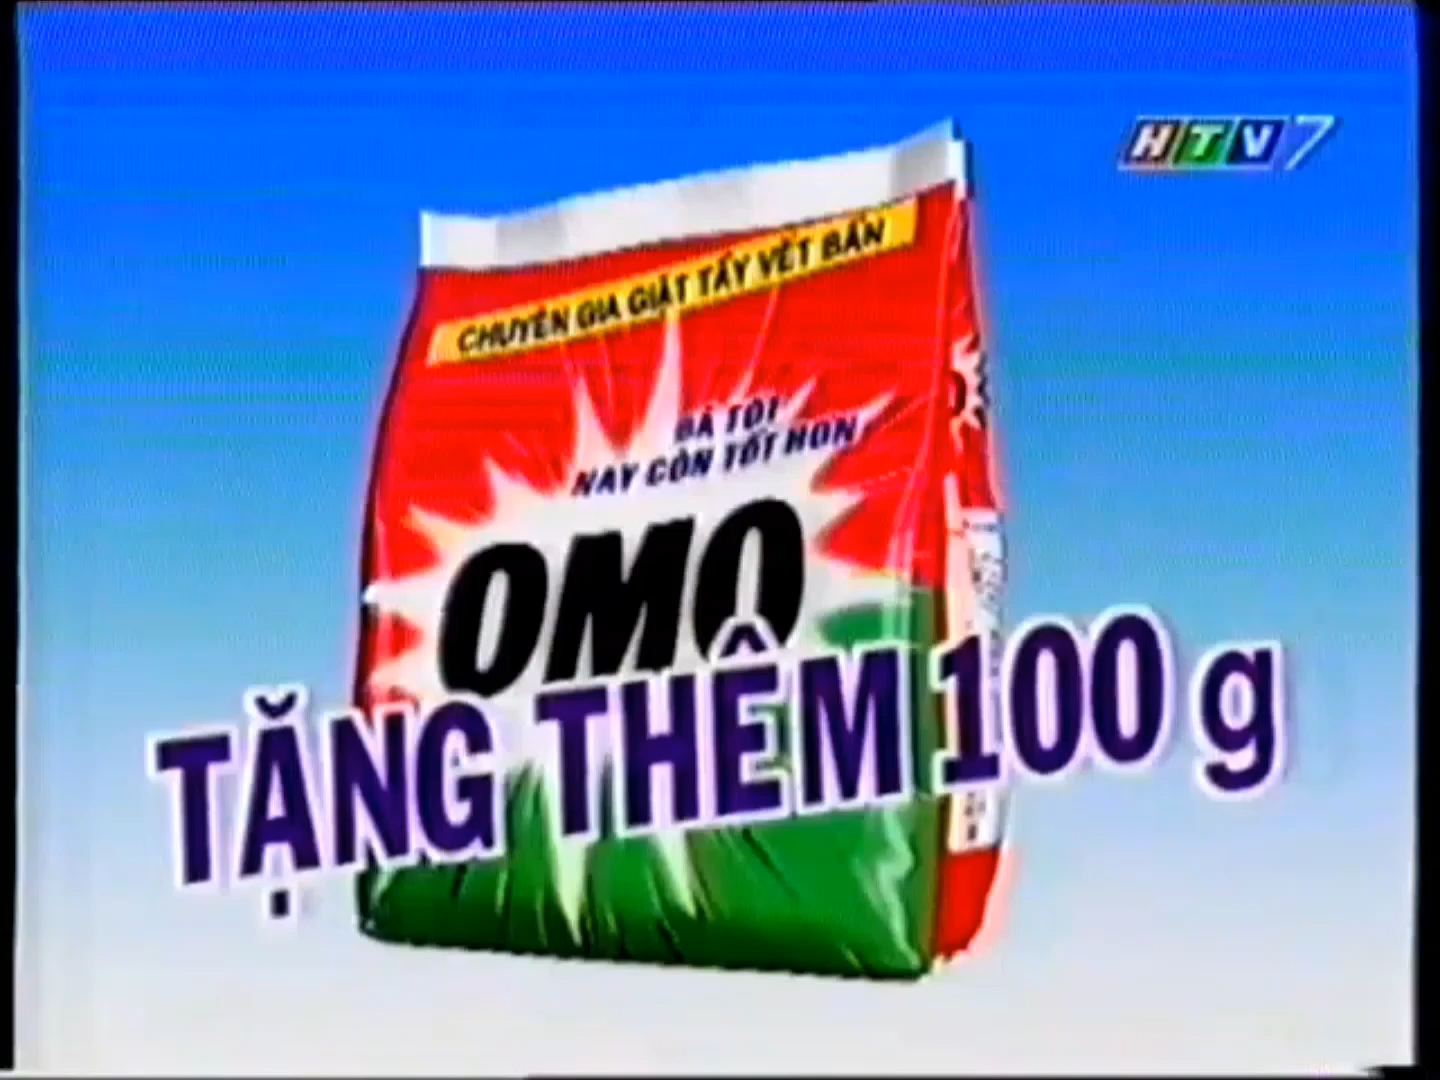 HTV7
CHUYÊN GIA GIẶT TẨY VẾT BẨN
ĐÃ TỐT
NAY CÒN TỐT HƠN
OMO
TẶNG THÊM 100 g